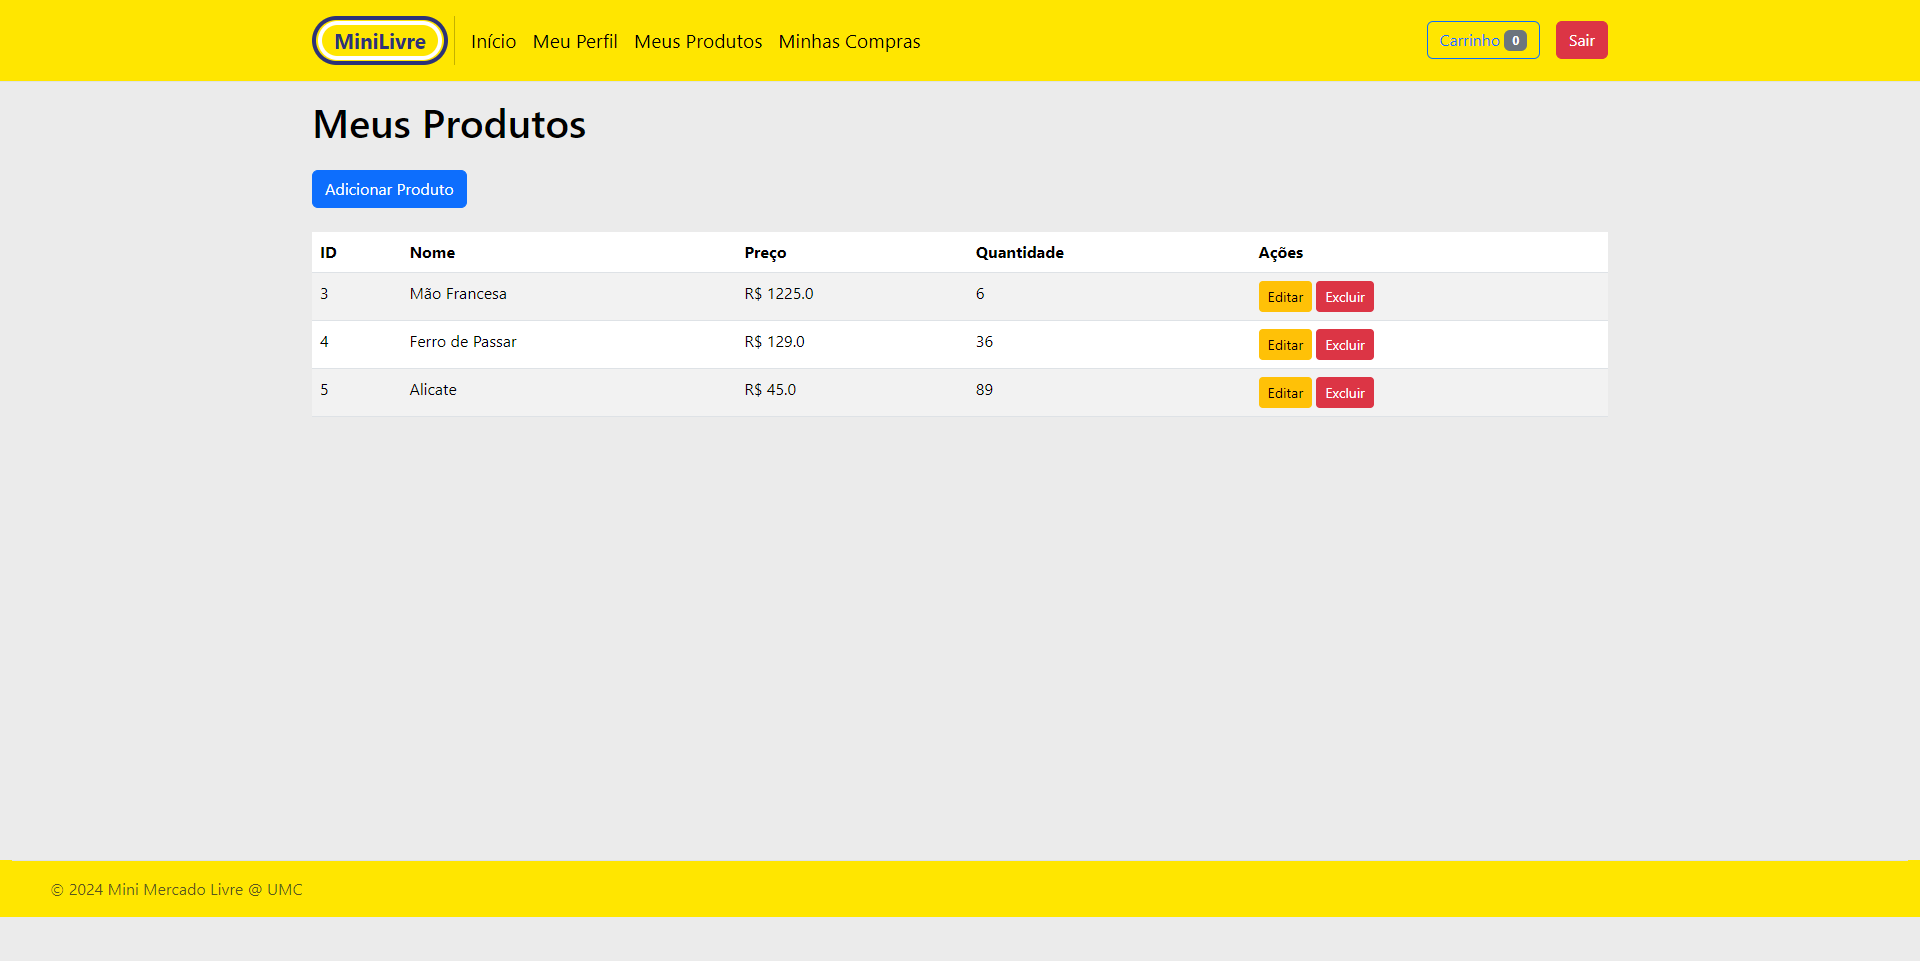 MiniLivre Início Meu Perfil Meus Produtos Minhas Compras Carrinho 0 Sair
Meus Produtos
Adicionar Produto
ID Nome Preço Quantidade Ações
3 Mão Francesa R$ 1225.0 6 Editar Excluir
4 Ferro de Passar R$ 129.0 36 Editar Excluir
5 Alicate R$ 45.0 89 Editar Excluir
© 2024 Mini Mercado Livre @ UMC